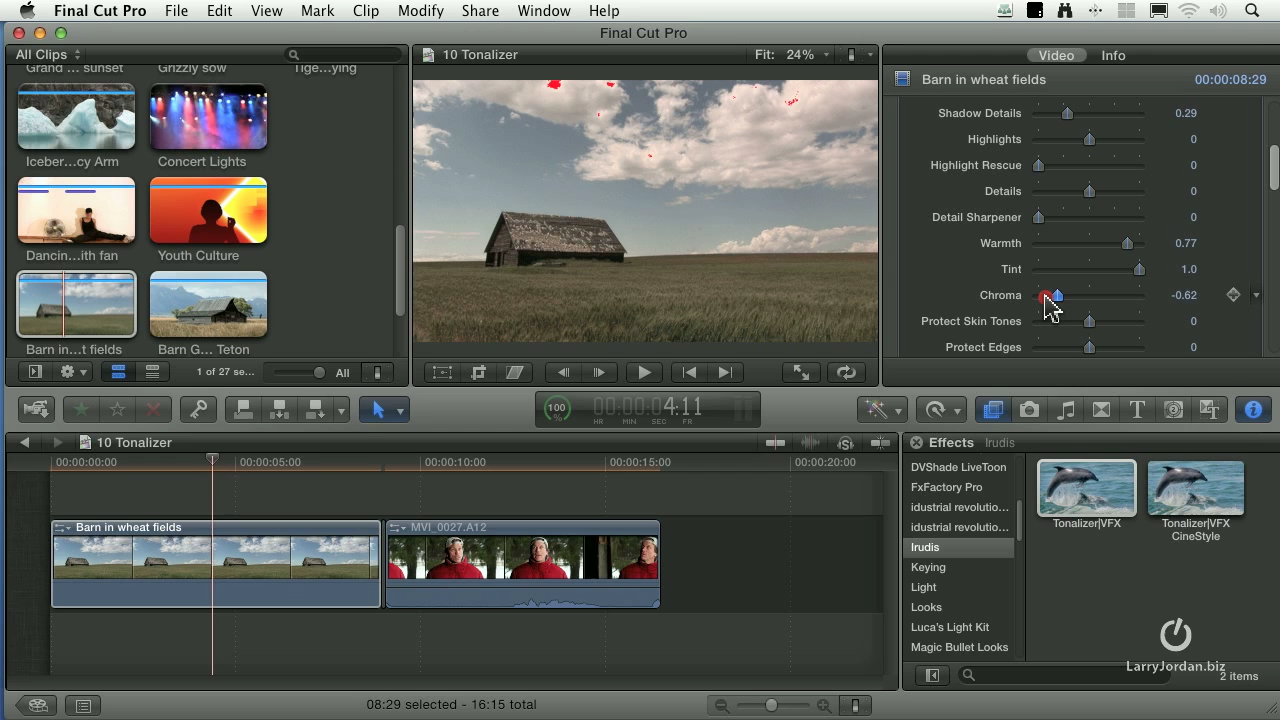 Final Cut Pro File Edit View Mark Clip Modify Share Window Help
Final Cut Pro
All Clips
Grand ... sunset Grizzly sow Tige...ying
Iceber...cy Arm Concert Lights
Dancin...ith fan Youth Culture
Barn in...t fields Barn G... Teton
1 of 27 se... All
10 Tonalizer Fit: 24%
Video Info
Barn in wheat fields 00:00:08:29
Shadow Details 0.29
Highlights 0
Highlight Rescue 0
Details 0
Detail Sharpener 0
Warmth 0.77
Tint 1.0
Chroma -0.62
Protect Skin Tones 0
Protect Edges 0
100 % 00:00:04:11
HR MIN SEC FR
10 Tonalizer
00:00:00:00 00:00:05:00 00:00:10:00 00:00:15:00 00:00:20:00
Barn in wheat fields MVI_0027.A12
Effects Irudis
DVShade LiveToon
FxFactory Pro
idustrial revolutio...
idustrial revolutio...
Irudis
Keying
Light
Looks
Luca's Light Kit
Magic Bullet Looks
Tonalizer|VFX Tonalizer|VFX
CineStyle
LarryJordan.biz
2 items
08:29 selected - 16:15 total